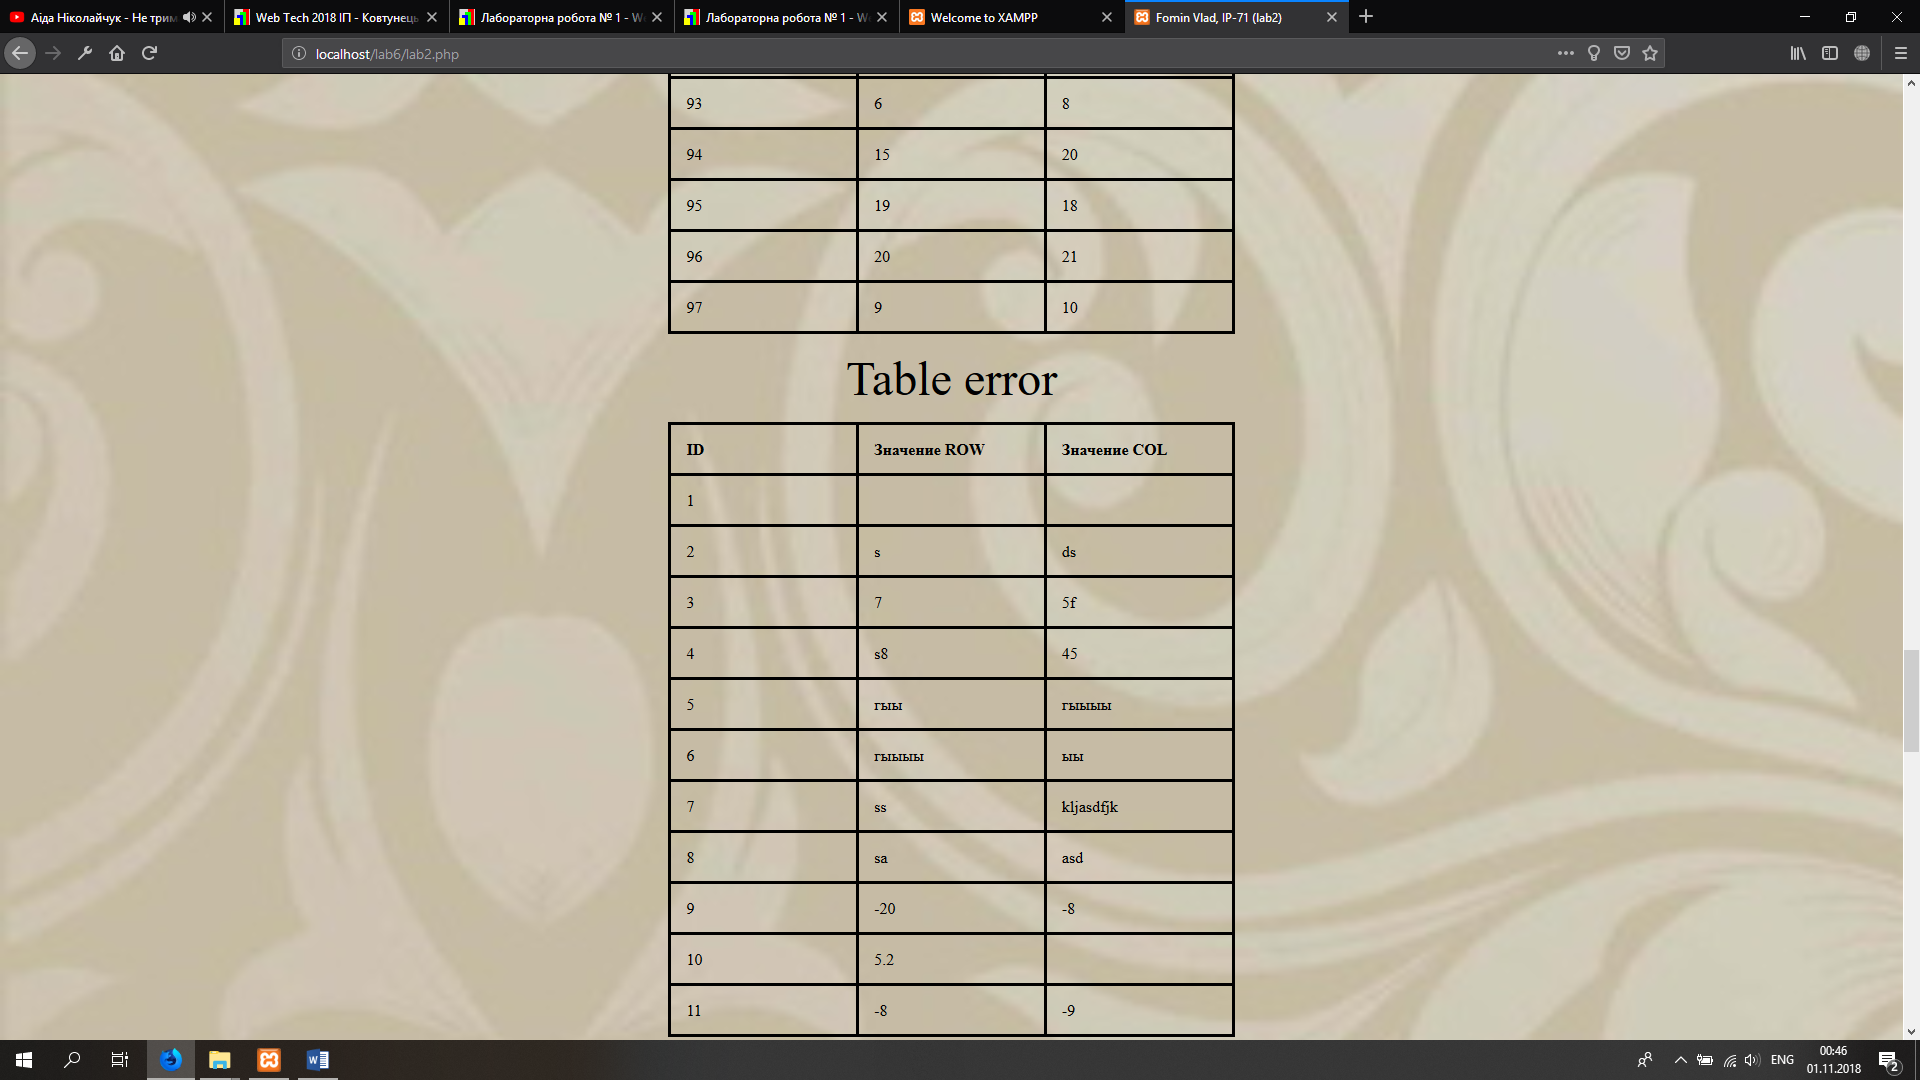 Аіда Ніколайчук - Не трим
Web Tech 2018 ІП - Ковтунець
Лабораторна робота № 1 - We
Лабораторна робота № 1 - We
Welcome to XAMPP
Fomin Vlad, IP-71 (lab2)
localhost/lab6/lab2.php
93 6 8
94 15 20
95 19 18
96 20 21
97 9 10
Table error
ID Значение ROW Значение COL
1
2 s ds
3 7 5f
4 s8 45
5 гыы гыыыы
6 гыыыы ыы
7 ss kljasdfjk
8 sa asd
9 -20 -8
10 5.2
11 -8 -9
ENG
00:46
01.11.2018
2